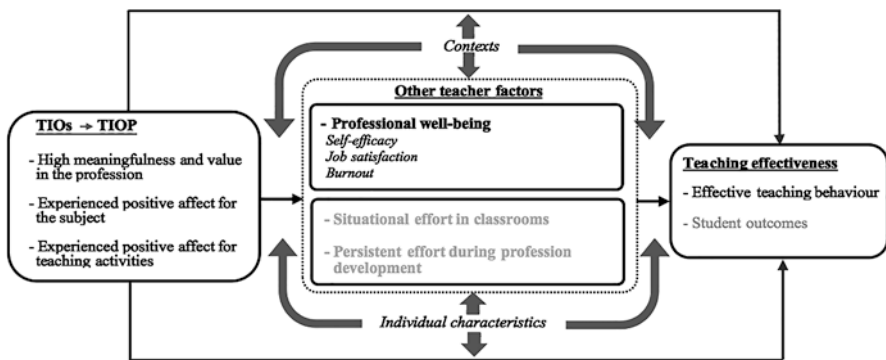 Contexts
TIOs → TIOP
- High meaningfulness and value
in the profession
- Experienced positive affect for
the subject
- Experienced positive affect for
teaching activities
Other teacher factors
- Professional well-being
Self-efficacy
Job satisfaction
Burnout
- Situational effort in classrooms
- Persistent effort during profession
development
Teaching effectiveness
- Effective teaching behaviour
- Student outcomes
Individual characteristics